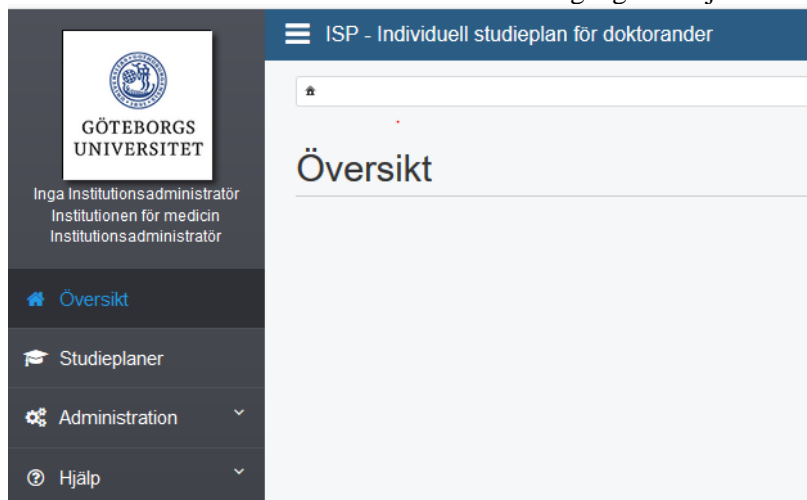 ISP - Individuell studieplan för doktorander
GÖTEBORGS
UNIVERSITET
Inga Institutionsadministratör
Institutionen för medicin
Institutionsadministratör
Översikt
Översikt
Studieplaner
Administration
Hjälp